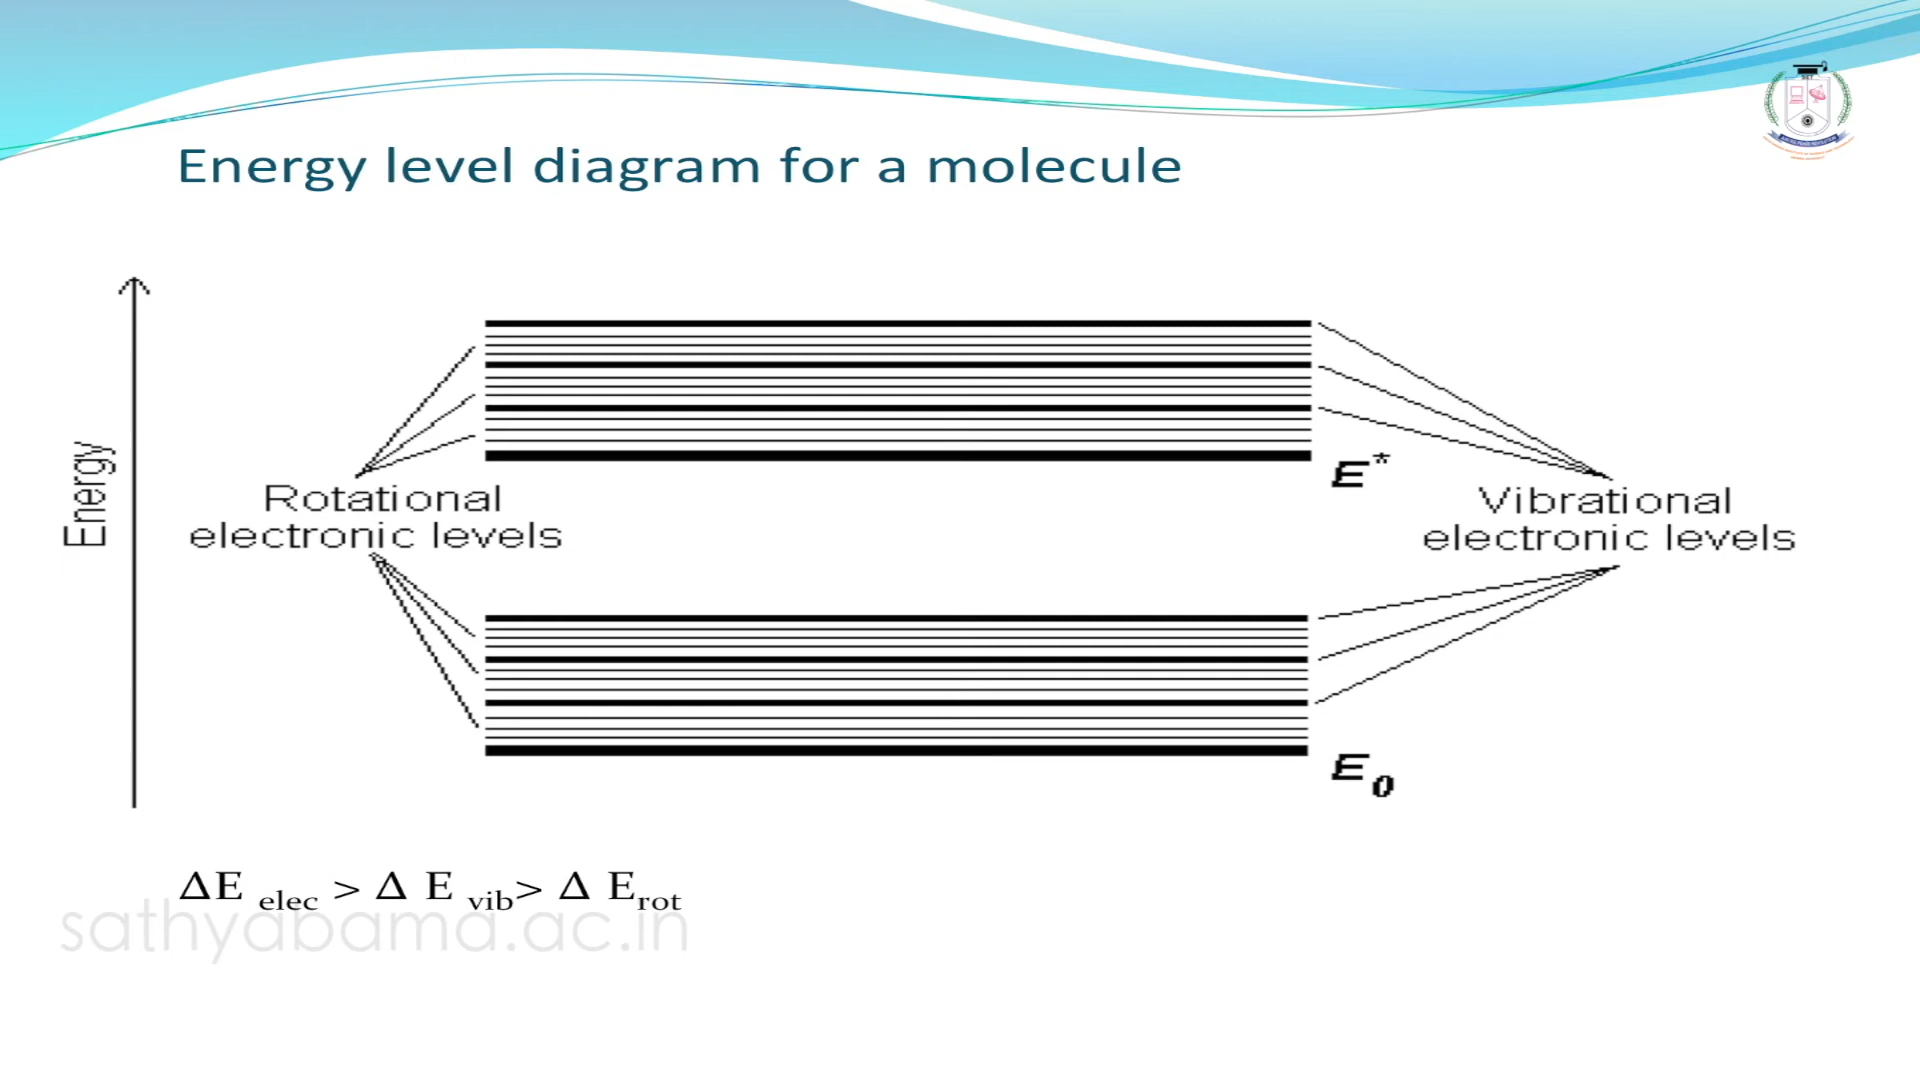 Energy level diagram for a molecule
Energy
E*
Rotational
electronic levels
Vibrational
electronic levels
E0
ΔE elec > Δ E vib> Δ Erot
sathyabama.ac.in